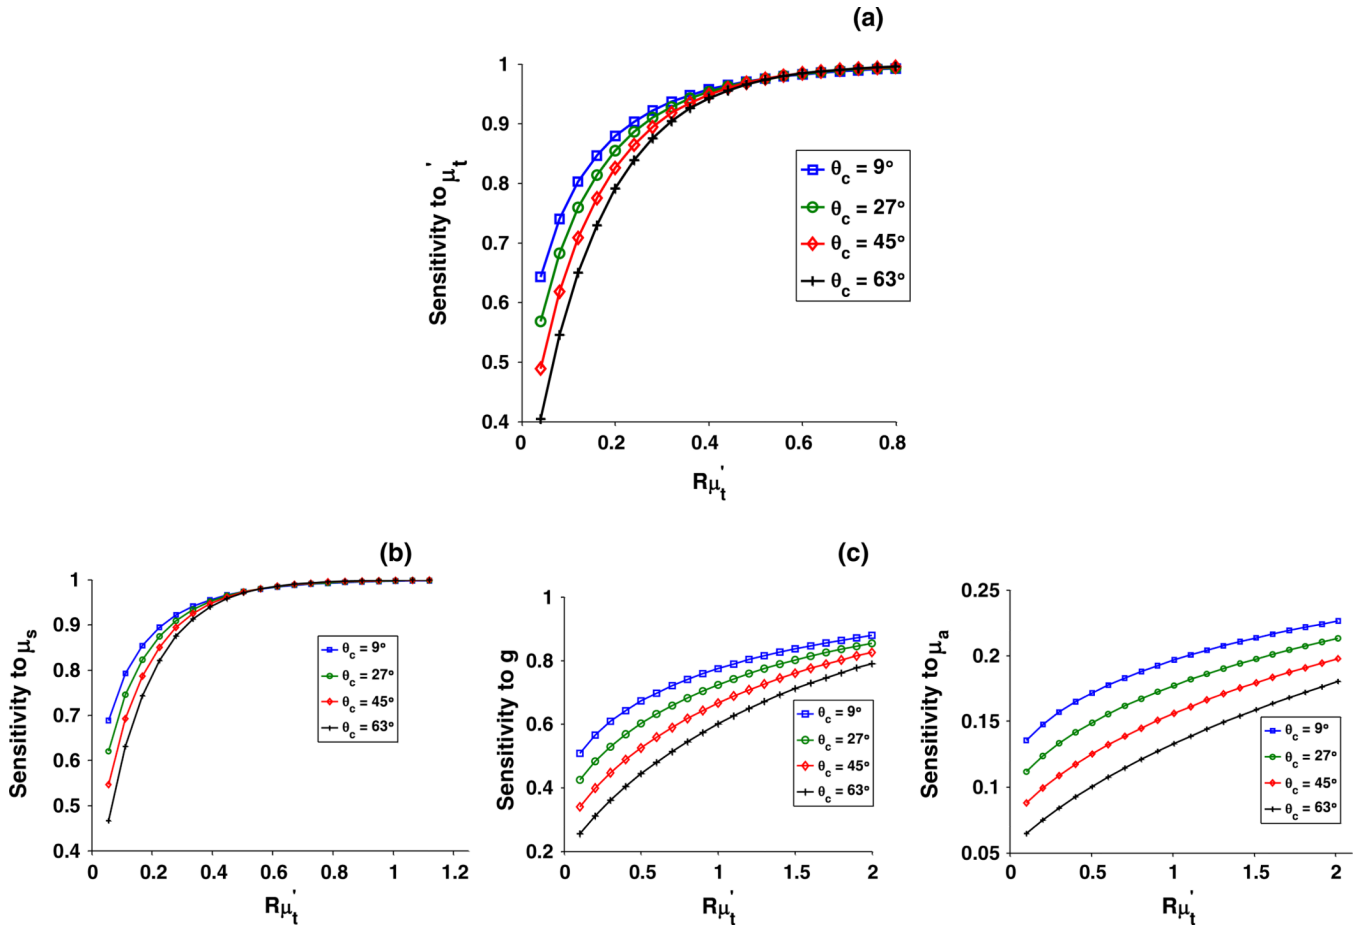 (a)
Sensitivity to μt'
1
0.9
0.8
0.7
0.6
0.5
0.4
0
0.2
0.4
0.6
0.8
Rμt'
θc = 9°
θc = 27°
θc = 45°
θc = 63°
(b)
Sensitivity to μs
1
0.9
0.8
0.7
0.6
0.5
0.4
0
0.2
0.4
0.6
0.8
1
1.2
Rμt'
θc = 9°
θc = 27°
θc = 45°
θc = 63°
(c)
Sensitivity to g
1
0.8
0.6
0.4
0.2
0
0.5
1
1.5
2
Rμt'
θc = 9°
θc = 27°
θc = 45°
θc = 63°
Sensitivity to μa
0.25
0.2
0.15
0.1
0.05
0
0.5
1
1.5
2
Rμt'
θc = 9°
θc = 27°
θc = 45°
θc = 63°